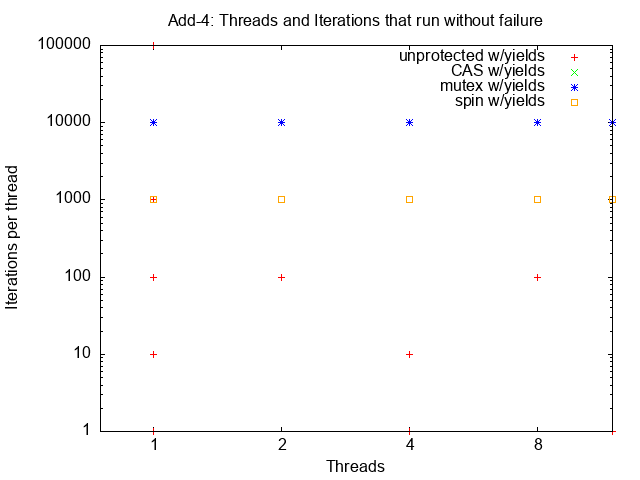 Add-4: Threads and Iterations that run without failure
100000
10000
1000
100
10
1
Iterations per thread
unprotected w/yields
CAS w/yields
mutex w/yields
spin w/yields
1 2 4 8
Threads